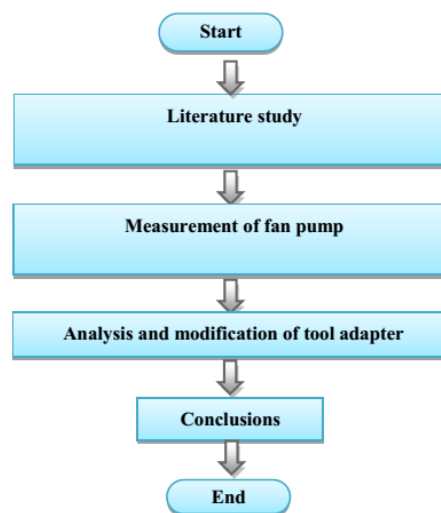 Start
Literature study
Measurement of fan pump
Analysis and modification of tool adapter
Conclusions
End